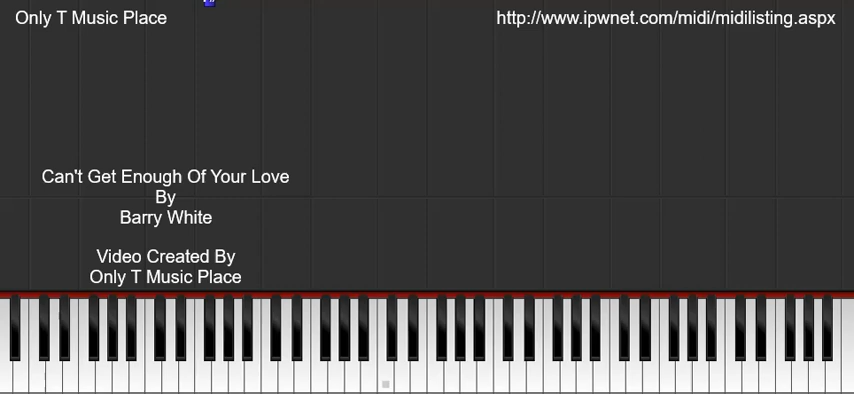 Only T Music Place
http://www.ipwnet.com/midi/midilisting.aspx
Can't Get Enough Of Your Love
By
Barry White
Video Created By
Only T Music Place